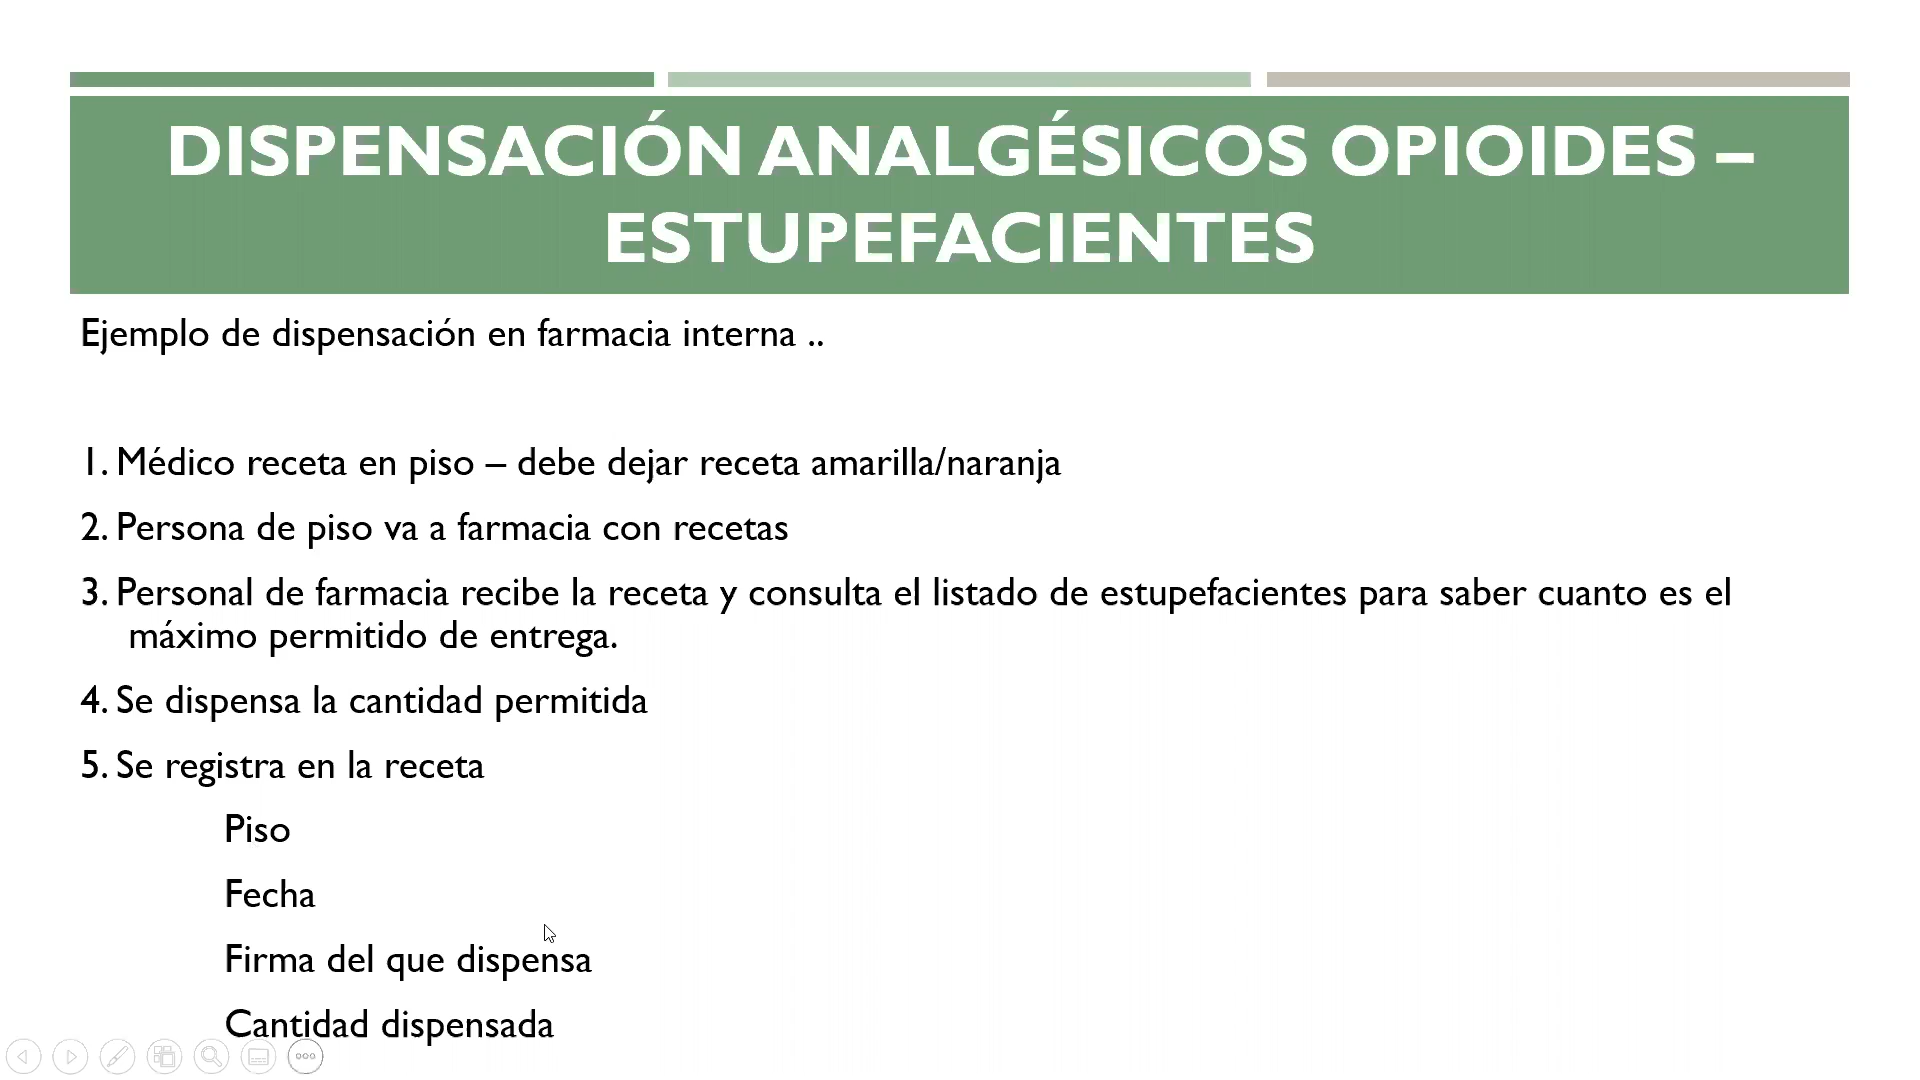 DISPENSACIÓN ANALGÉSICOS OPIOIDES –
ESTUPEFACIENTES
Ejemplo de dispensación en farmacia interna ..
1. Médico receta en piso – debe dejar receta amarilla/naranja
2. Persona de piso va a farmacia con recetas
3. Personal de farmacia recibe la receta y consulta el listado de estupefacientes para saber cuanto es el
máximo permitido de entrega.
4. Se dispensa la cantidad permitida
5. Se registra en la receta
Piso
Fecha
Firma del que dispensa
Cantidad dispensada